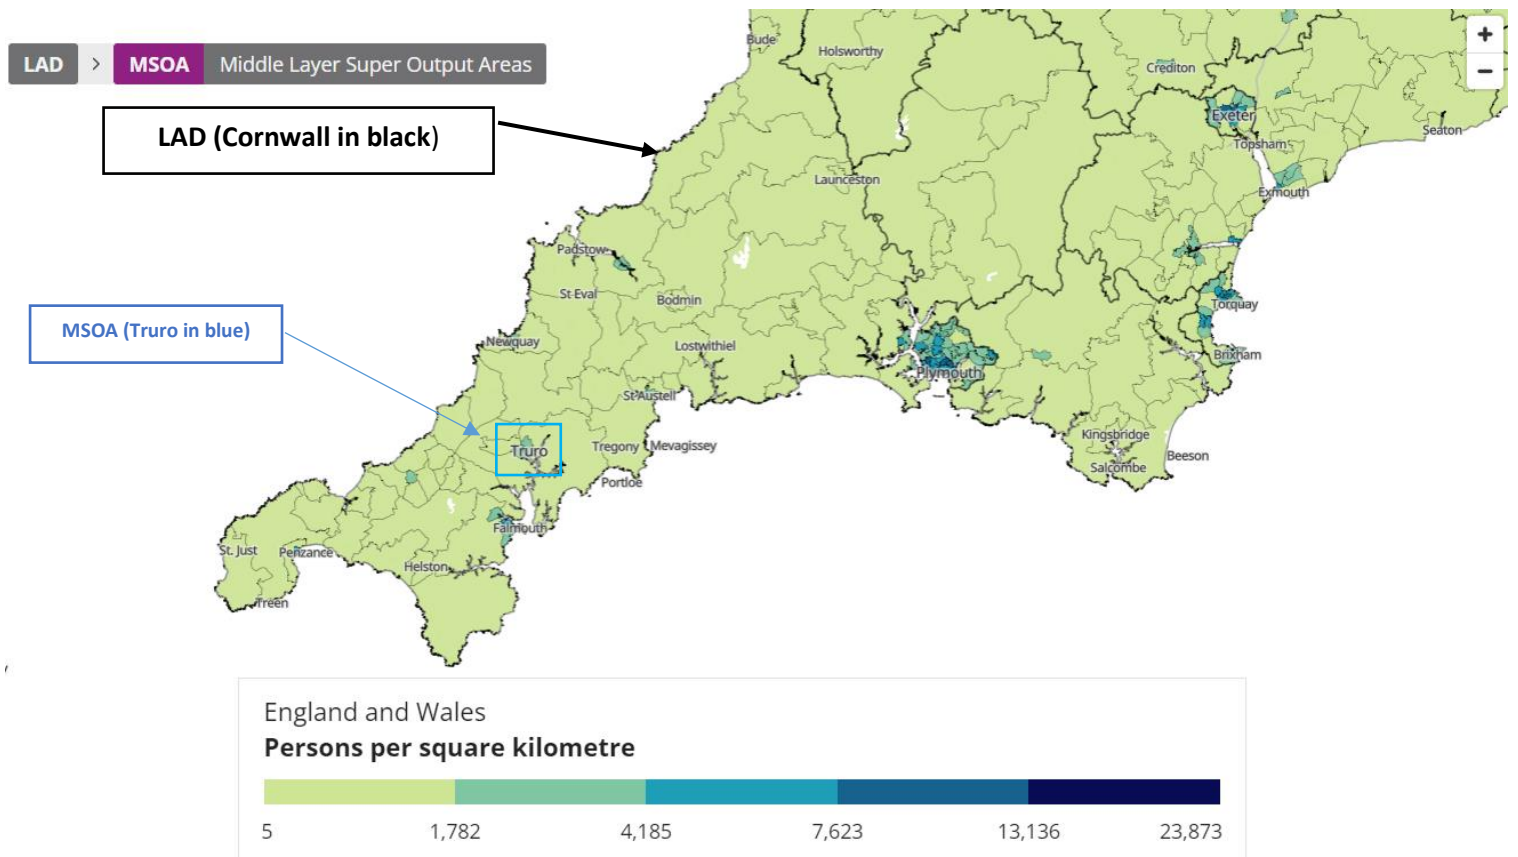 LAD > MSOA Middle Layer Super Output Areas
+
−
LAD (Cornwall in black)
MSOA (Truro in blue)
Bude
Holsworthy
Crediton
Exeter
Seaton
Topsham
Launceston
Exmouth
Padstow
St Eval
Bodmin
Torquay
Newquay
Lostwithiel
Brixham
Plymouth
St Austell
Kingsbridge
Truro
Tregony
Mevagissey
Beeson
Salcombe
Portloe
Falmouth
St. Just
Penzance
Helston
Treen
England and Wales
Persons per square kilometre
5 1,782 4,185 7,623 13,136 23,873